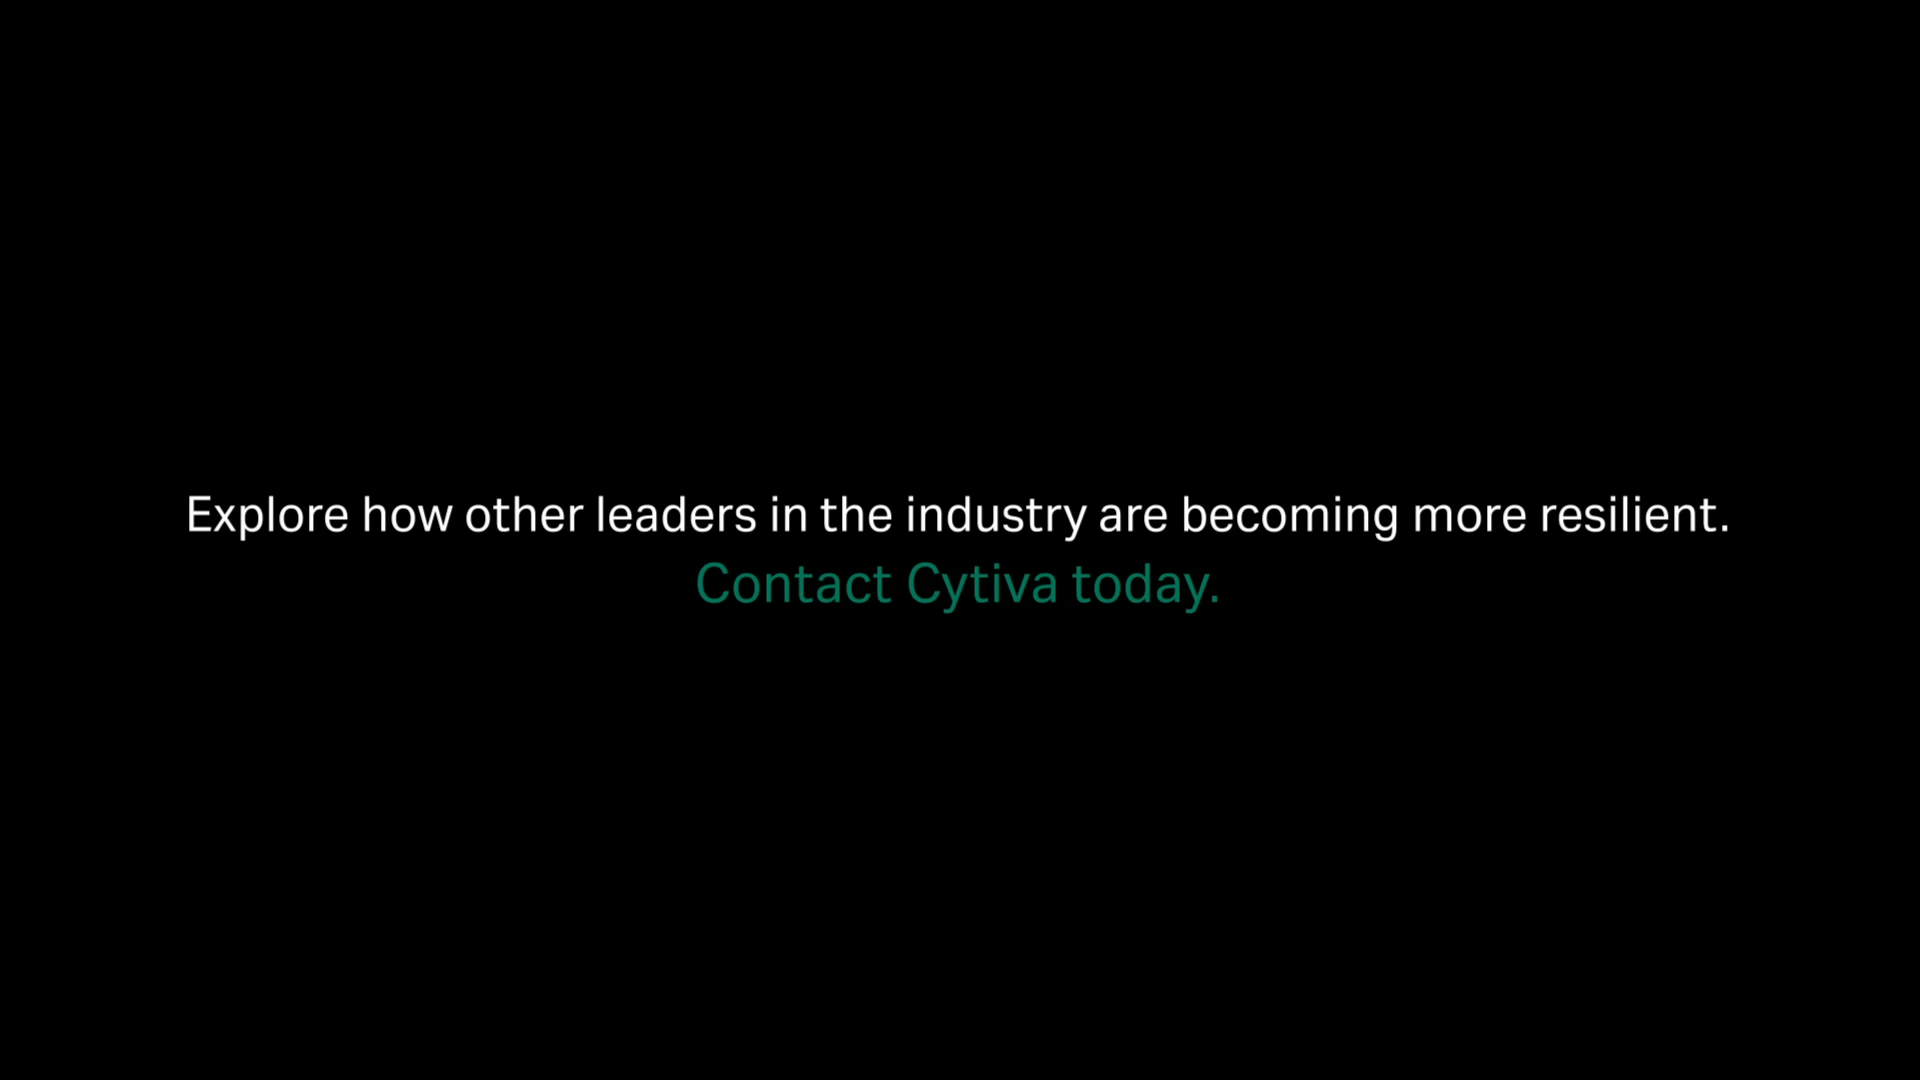 Explore how other leaders in the industry are becoming more resilient.
Contact Cytiva today.